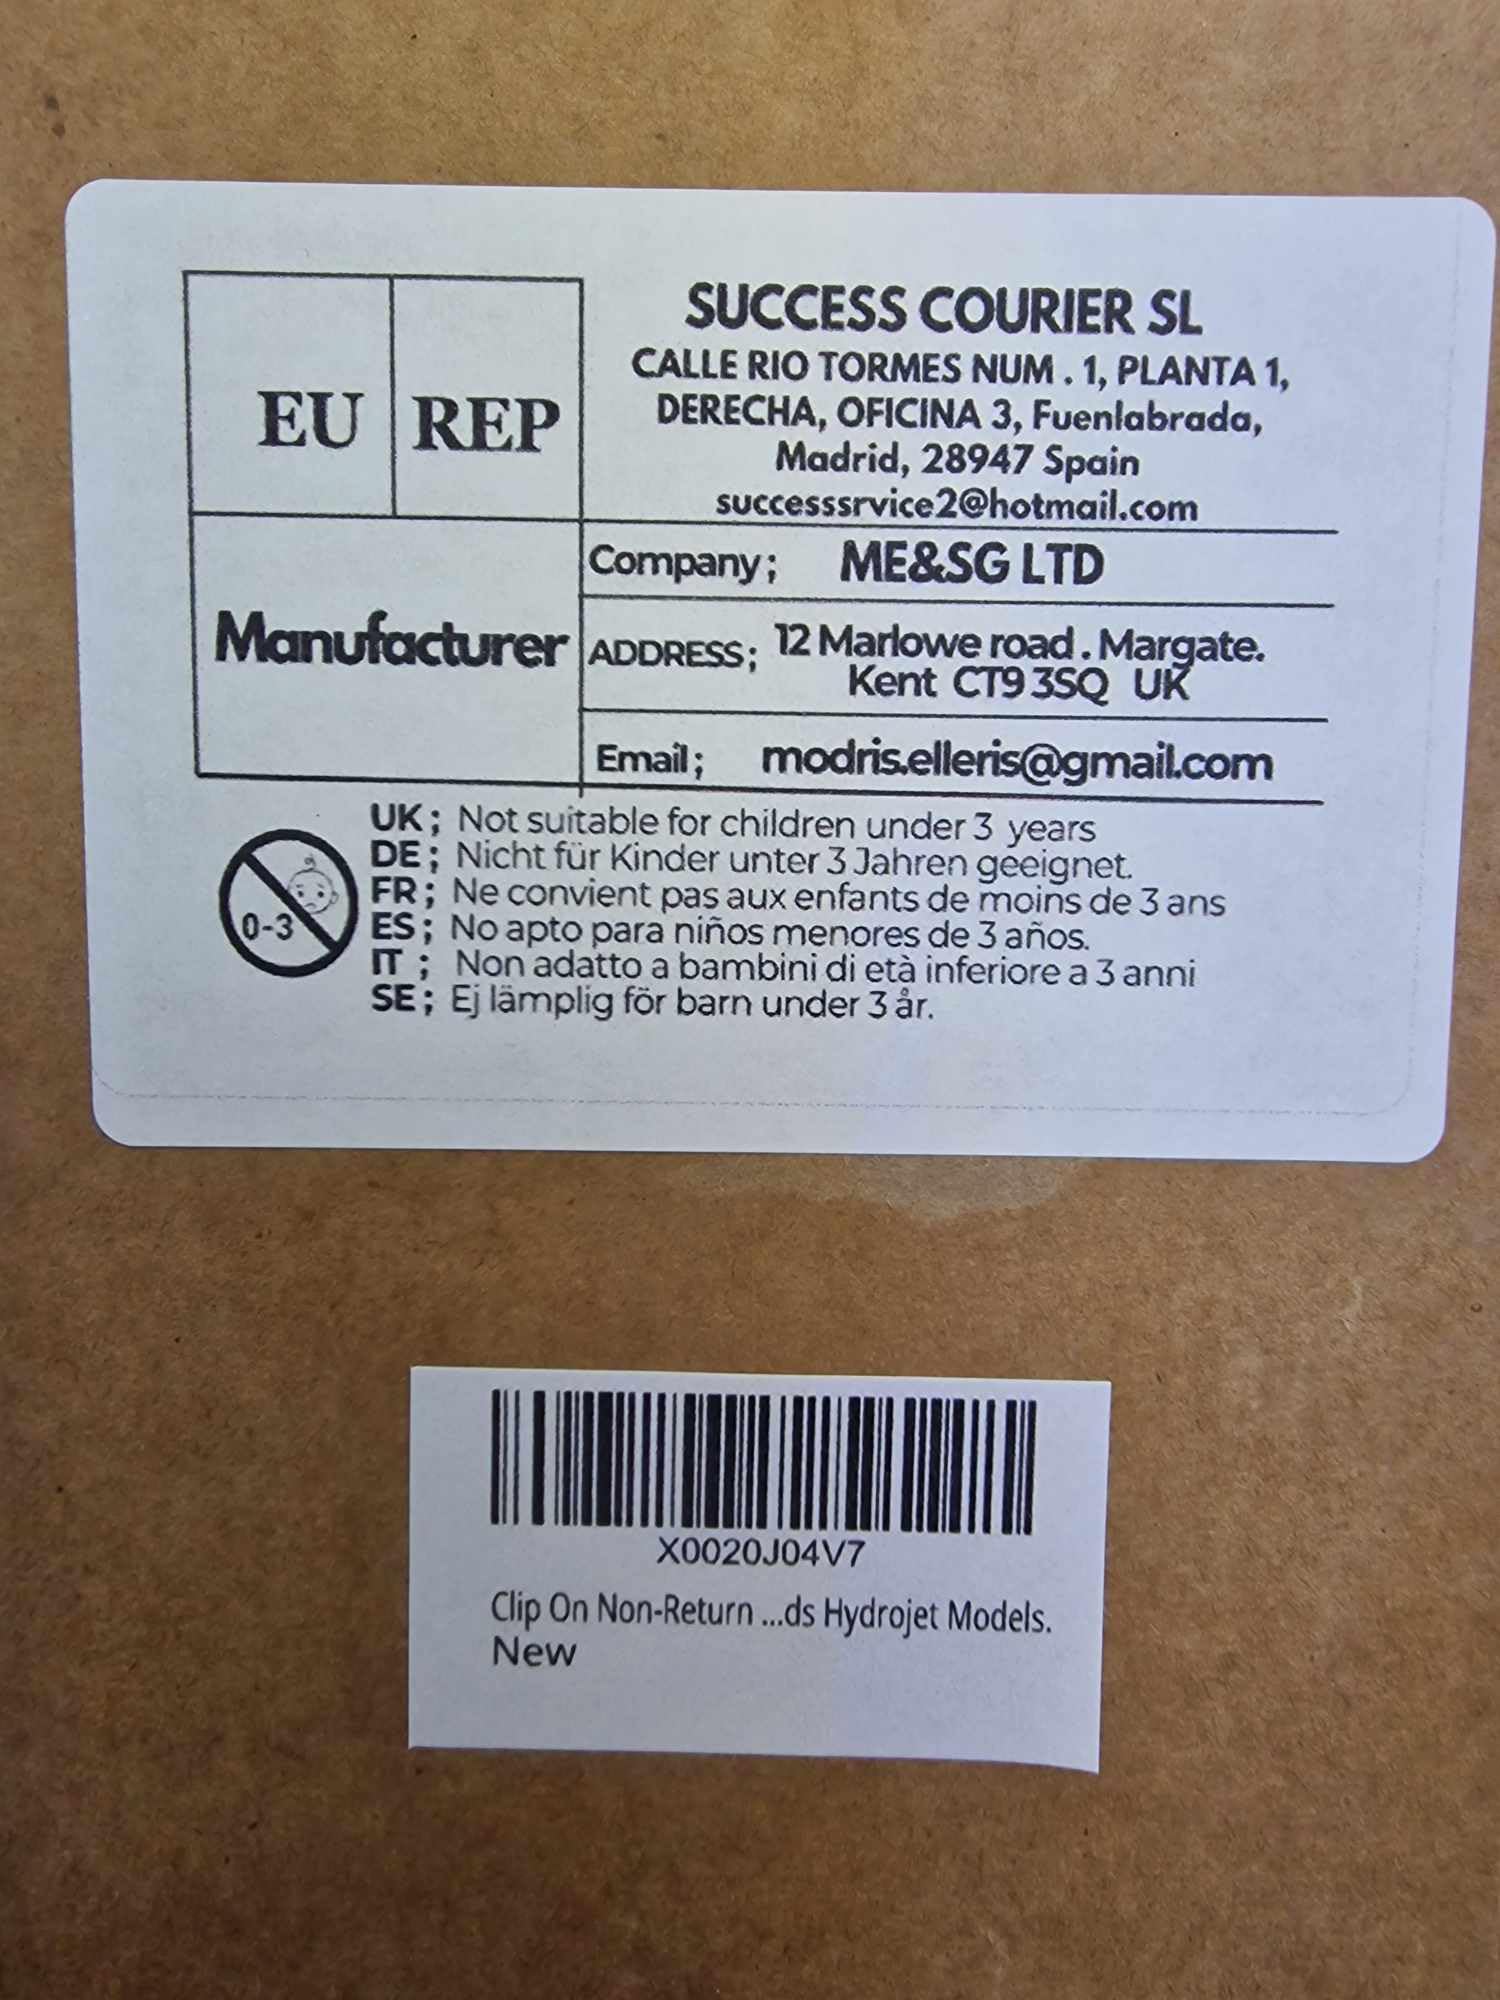 EU REP
SUCCESS COURIER SL
CALLE RIO TORMES NUM . 1, PLANTA 1,
DERECHA, OFICINA 3, Fuenlabrada,
Madrid, 28947 Spain
successsrvice2@hotmail.com
Manufacturer
Company; ME&SG LTD
ADDRESS; 12 Marlowe road . Margate.
Kent CT9 3SQ UK
Email; modris.elleris@gmail.com
0-3
UK; Not suitable for children under 3 years
DE; Nicht für Kinder unter 3 Jahren geeignet.
FR; Ne convient pas aux enfants de moins de 3 ans
ES; No apto para niños menores de 3 años.
IT ; Non adatto a bambini di età inferiore a 3 anni
SE; Ej lämplig för barn under 3 år.
X0020J04V7
Clip On Non-Return ...ds Hydrojet Models.
New